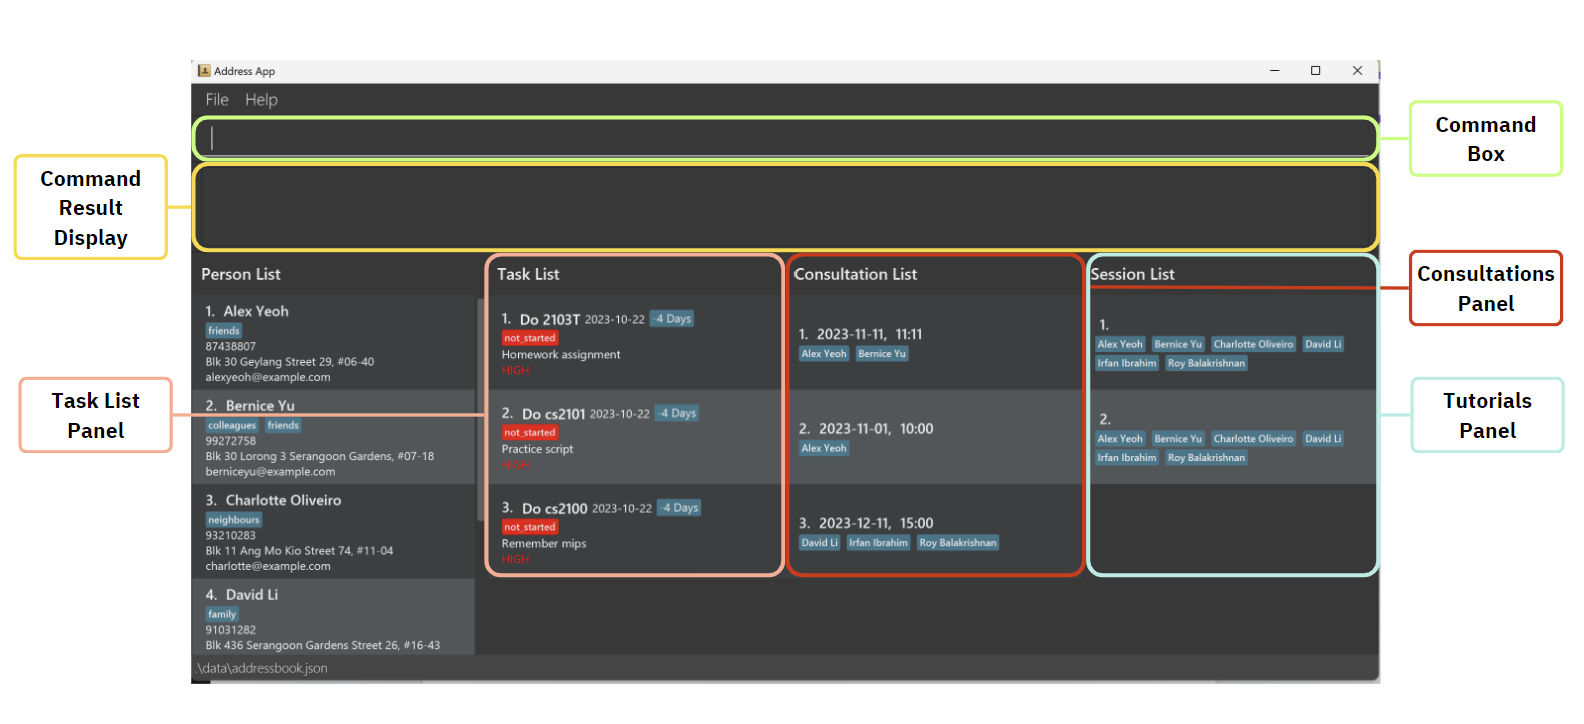 Address App
File Help
Command
Box
Command
Result
Display
Person List
1. Alex Yeoh
friends
87438807
Blk 30 Geylang Street 29, #06-40
alexyeoh@example.com
2. Bernice Yu
colleagues friends
99272758
Blk 30 Lorong 3 Serangoon Gardens, #07-18
berniceyu@example.com
3. Charlotte Oliveiro
neighbours
93210283
Blk 11 Ang Mo Kio Street 74, #11-04
charlotte@example.com
4. David Li
family
91031282
Blk 436 Serangoon Gardens Street 26, #16-43
Task List
1. Do 2103T 2023-10-22 -4 Days
not_started
Homework assignment
HIGH
2. Do cs2101 2023-10-22 -4 Days
not_started
Practice script
HIGH
3. Do cs2100 2023-10-22 -4 Days
not_started
Remember mips
HIGH
Consultation List
1. 2023-11-11, 11:11
Alex Yeoh Bernice Yu
2. 2023-11-01, 10:00
Alex Yeoh
3. 2023-12-11, 15:00
David Li Irfan Ibrahim Roy Balakrishnan
Session List
1.
Alex Yeoh Bernice Yu Charlotte Oliveiro David Li
Irfan Ibrahim Roy Balakrishnan
2.
Alex Yeoh Bernice Yu Charlotte Oliveiro David Li
Irfan Ibrahim Roy Balakrishnan
Consultations
Panel
Task List
Panel
Tutorials
Panel
.\data\addressbook.json